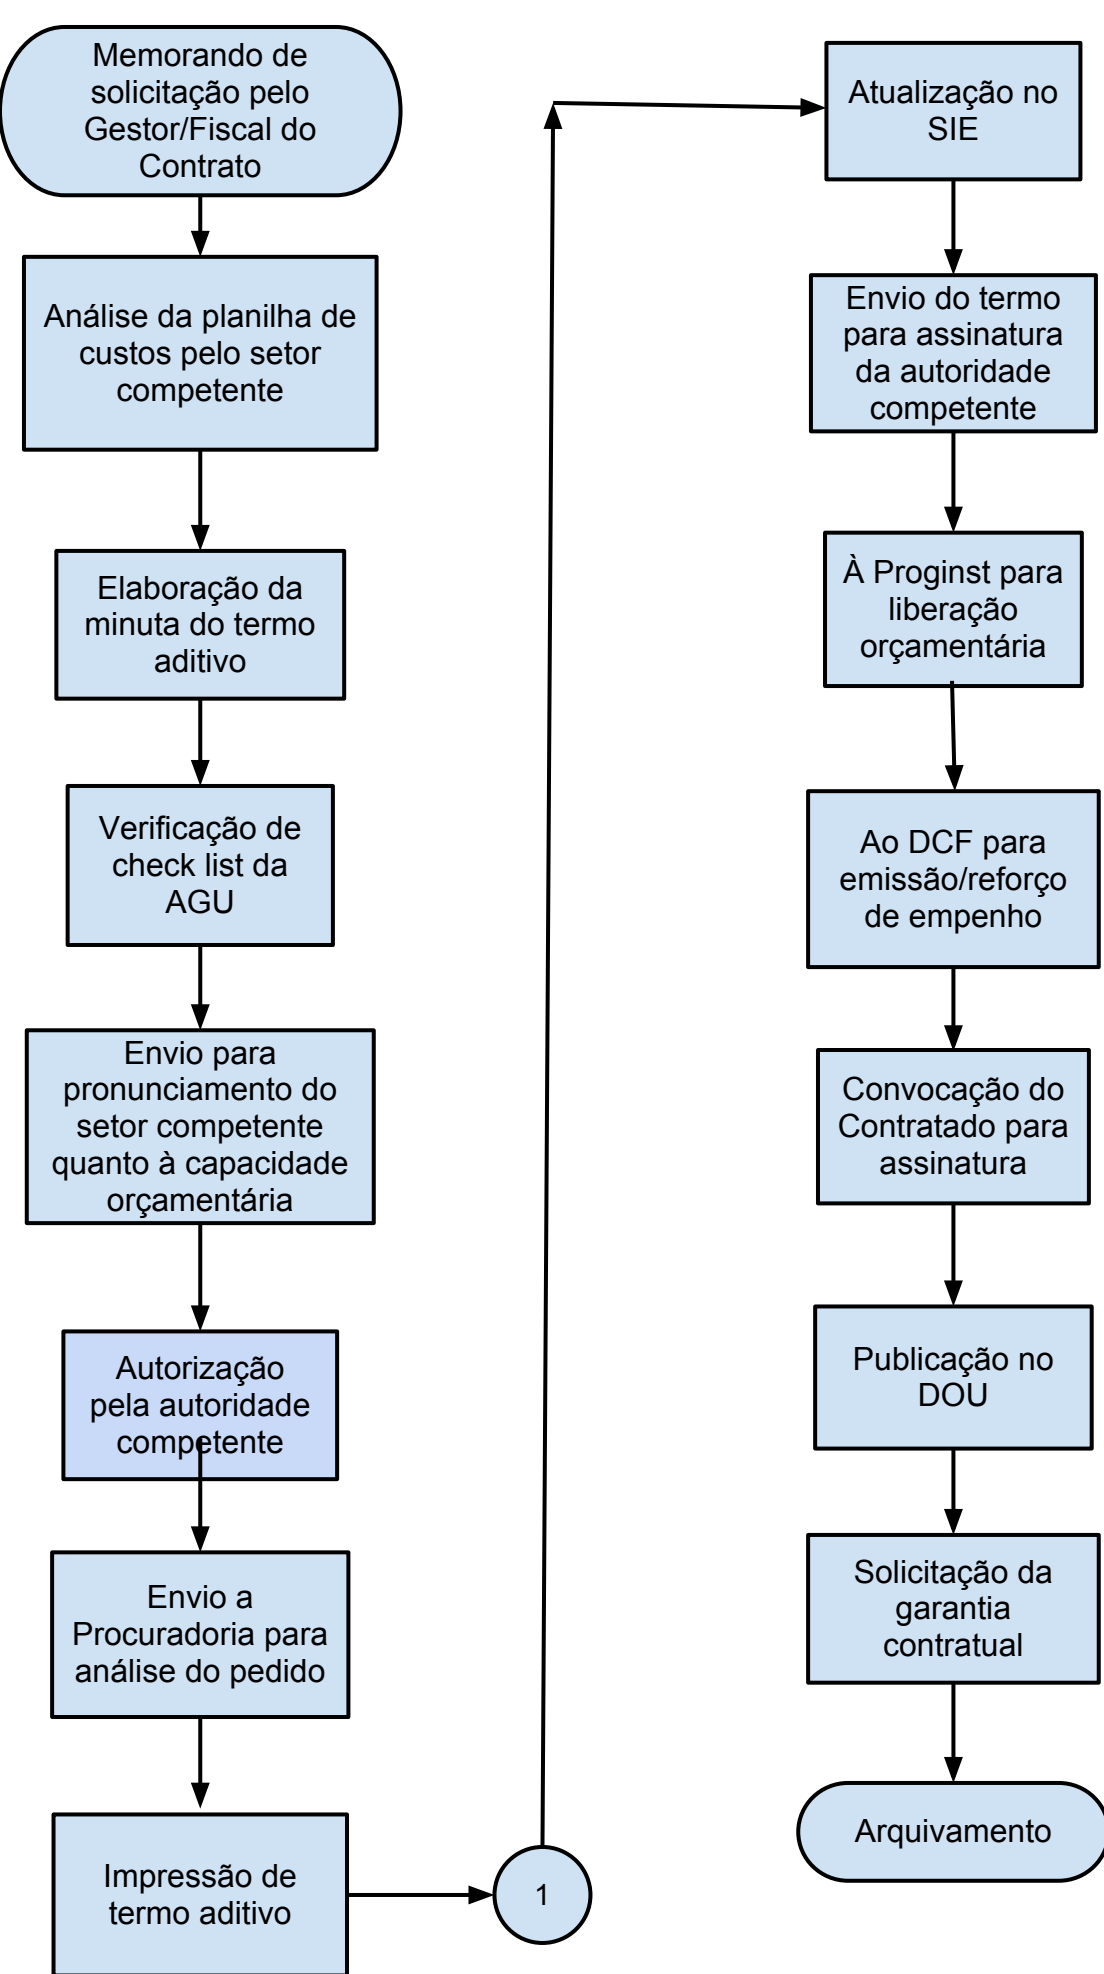 Memorando de
solicitação pelo
Gestor/Fiscal do
Contrato
Análise da planilha de
custos pelo setor
competente
Elaboração da
minuta do termo
aditivo
Verificação de
check list da
AGU
Envio para
pronunciamento do
setor competente
quanto à capacidade
orçamentária
Autorização
pela autoridade
competente
Envio a
Procuradoria para
análise do pedido
Impressão de
termo aditivo
1
Atualização no
SIE
Envio do termo
para assinatura
da autoridade
competente
À Proginst para
liberação
orçamentária
Ao DCF para
emissão/reforço
de empenho
Convocação do
Contratado para
assinatura
Publicação no
DOU
Solicitação da
garantia
contratual
Arquivamento